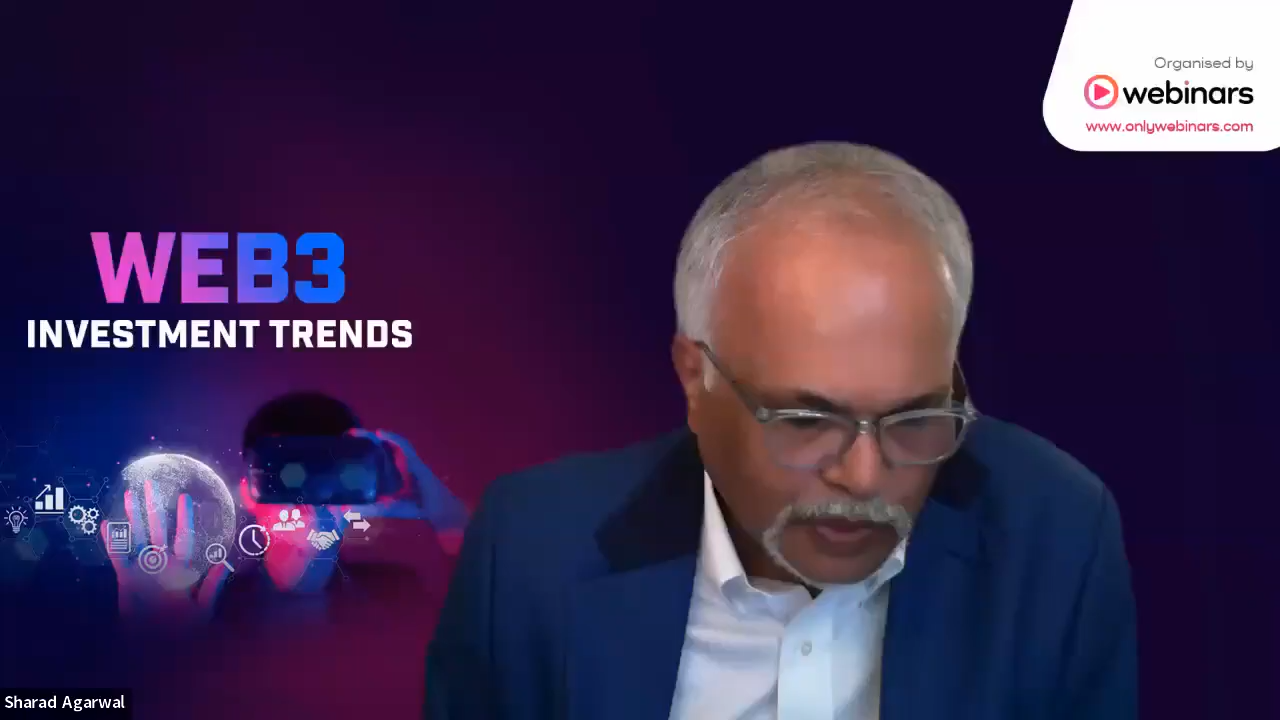 Organised by
webinars
www.onlywebinars.com
WEB3
INVESTMENT TRENDS
Sharad Agarwal